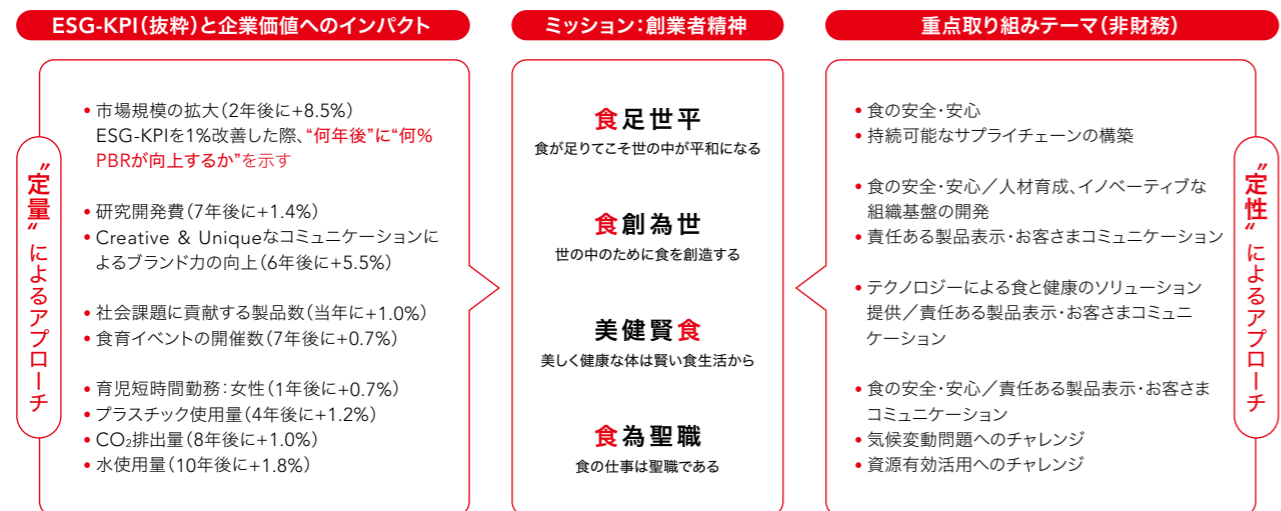 ESG-KPI（抜粋）と企業価値へのインパクト
“定量”によるアプローチ
• 市場規模の拡大（2年後に+8.5%）
ESG-KPIを1%改善した際、“何年後”に“何%
PBRが向上するか”を示す
• 研究開発費（7年後に+1.4%）
• Creative & Uniqueなコミュニケーションに
よるブランド力の向上（6年後に+5.5%）
• 社会課題に貢献する製品数（当年に+1.0%）
• 食育イベントの開催数（7年後に+0.7%）
• 育児短時間勤務：女性（1年後に+0.7%）
• プラスチック使用量（4年後に+1.2%）
• CO₂排出量（8年後に+1.0%）
• 水使用量（10年後に+1.8%）
ミッション：創業者精神
食足世平
食が足りてこそ世の中が平和になる
食創為世
世の中のために食を創造する
美健賢食
美しく健康な体は賢い食生活から
食為聖職
食の仕事は聖職である
重点取り組みテーマ（非財務）
• 食の安全・安心
• 持続可能なサプライチェーンの構築
• 食の安全・安心／人材育成、イノベーティブな
組織基盤の開発
• 責任ある製品表示・お客さまコミュニケーション
• テクノロジーによる食と健康のソリューション
提供／責任ある製品表示・お客さまコミュニ
ケーション
• 食の安全・安心／責任ある製品表示・お客さま
コミュニケーション
• 気候変動問題へのチャレンジ
• 資源有効活用へのチャレンジ
“定性”によるアプローチ